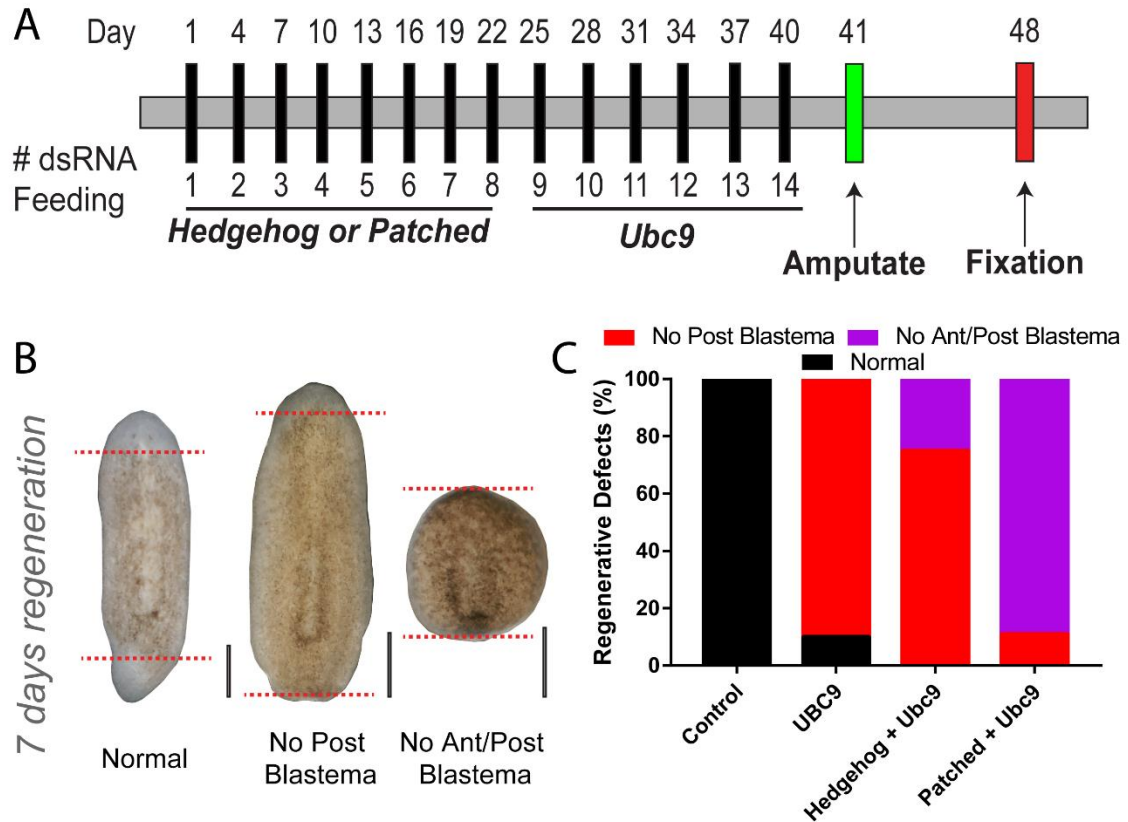 A
Day 1 4 7 10 13 16 19 22 25 28 31 34 37 40 41 48
# dsRNA
Feeding
1 2 3 4 5 6 7 8 9 10 11 12 13 14
Hedgehog or Patched Ubc9
Amputate Fixation
B
7 days regeneration
Normal
No Post
Blastema
No Ant/Post
Blastema
C
No Post Blastema No Ant/Post Blastema
Normal
Regenerative Defects (%)
100
80
60
40
20
0
Control
UBC9
Hedgehog + Ubc9
Patched + Ubc9